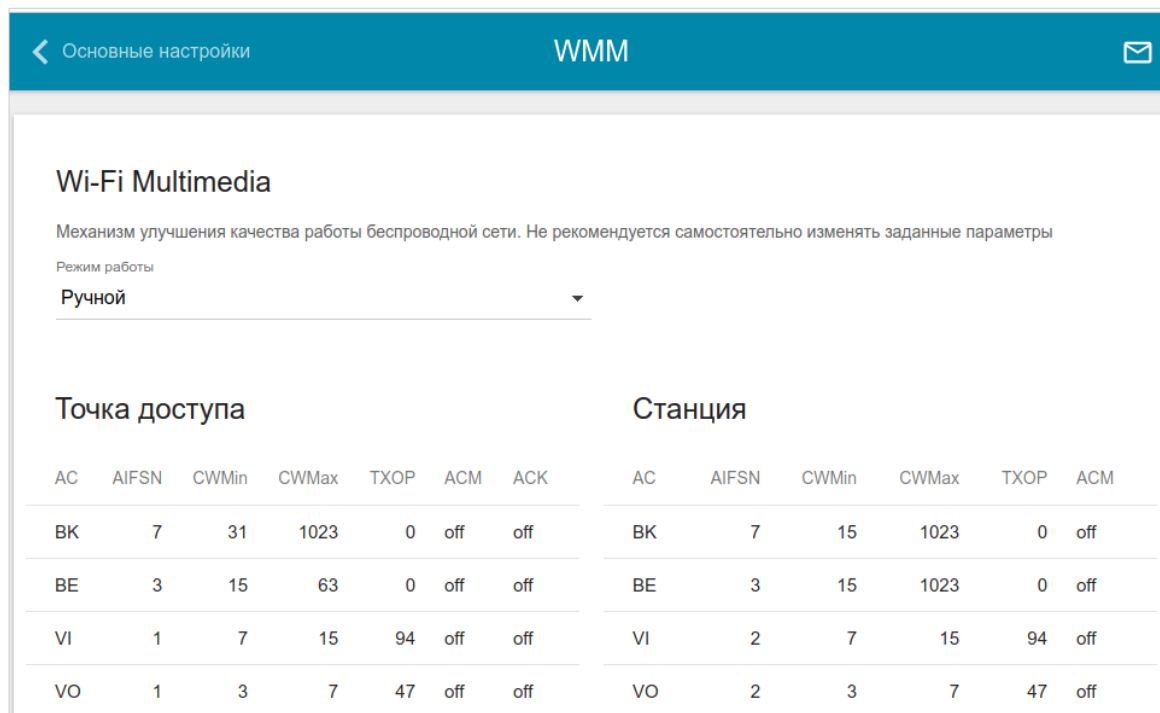 Основные настройки WMM
Wi-Fi Multimedia
Механизм улучшения качества работы беспроводной сети. Не рекомендуется самостоятельно изменять заданные параметры
Режим работы
Ручной
Точка доступа
AC AIFSN CWMin CWMax TXOP ACM ACK
BK 7 31 1023 0 off off
BE 3 15 63 0 off off
VI 1 7 15 94 off off
VO 1 3 7 47 off off
Станция
AC AIFSN CWMin CWMax TXOP ACM
BK 7 15 1023 0 off
BE 3 15 1023 0 off
VI 2 7 15 94 off
VO 2 3 7 47 off